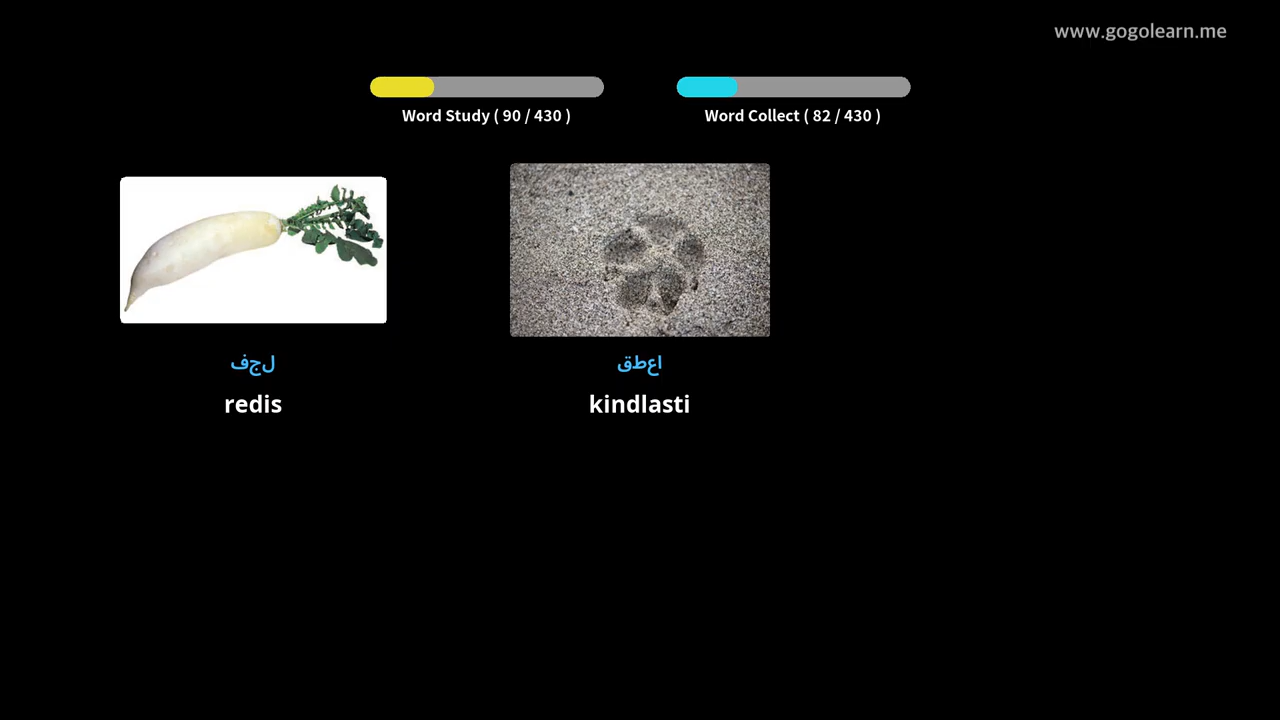 www.gogolearn.me
Word Study ( 90 / 430 )
Word Collect ( 82 / 430 )
لجف
redis
اعطق
kindlasti